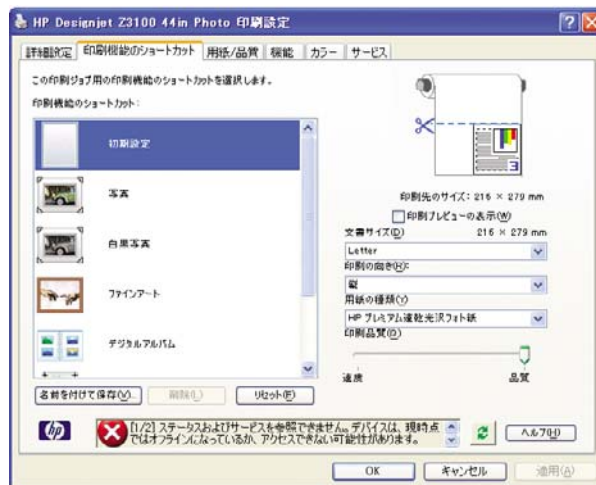 HP Designjet Z3100 44in Photo 印刷設定
詳細設定 印刷機能のショートカット 用紙/品質 機能 カラー サービス
この印刷ジョブ用の印刷機能のショートカットを選択します。
印刷機能のショートカット:
初期設定
写真
白黒写真
ファインアート
デジタルアルバム
名前を付けて保存(V)... 削除(L) リセット(F)
3
印刷先のサイズ: 216 × 279 mm
印刷プレビューの表示(W)
文書サイズ(D) 216 × 279 mm
Letter
印刷の向き(H):
縦
用紙の種類(Y)
HP プレミアム速乾光沢フォト紙
印刷品質(O)
速度 品質
hp
[1/2] ステータスおよびサービスを参照できません。デバイスは、現時点
ではオフラインになっているか、アクセスできない可能性があります。
ヘルプ(H)
OK キャンセル 適用(A)